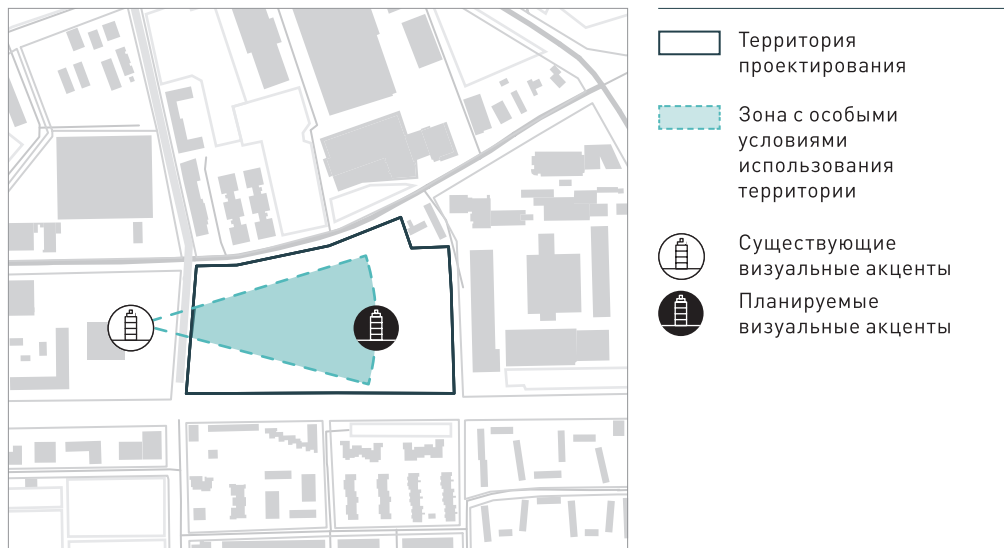 Территория
проектирования
Зона с особыми
условиями
использования
территории
Существующие
визуальные акценты
Планируемые
визуальные акценты